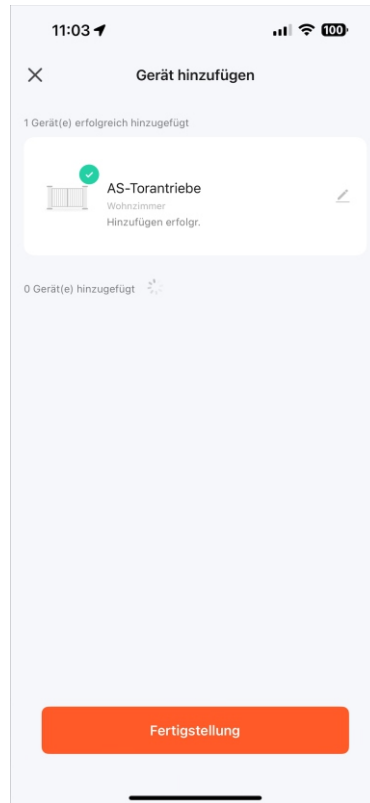 11:03
100
Gerät hinzufügen
1 Gerät(e) erfolgreich hinzugefügt
AS-Torantriebe
Wohnzimmer
Hinzufügen erfolgr.
0 Gerät(e) hinzugefügt
Fertigstellung